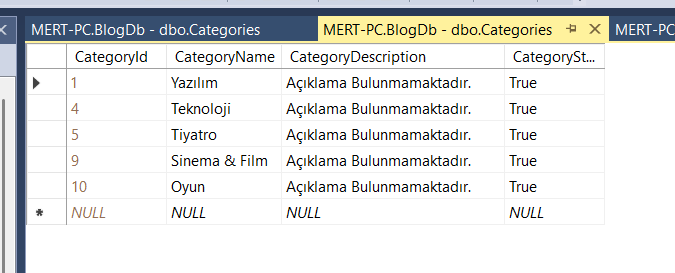 MERT-PC.BlogDb - dbo.Categories MERT-PC.BlogDb - dbo.Categories MERT-PC
CategoryId CategoryName CategoryDescription CategorySt...
1 Yazılım Açıklama Bulunmamaktadır. True
4 Teknoloji Açıklama Bulunmamaktadır. True
5 Tiyatro Açıklama Bulunmamaktadır. True
9 Sinema & Film Açıklama Bulunmamaktadır. True
10 Oyun Açıklama Bulunmamaktadır. True
NULL NULL NULL NULL